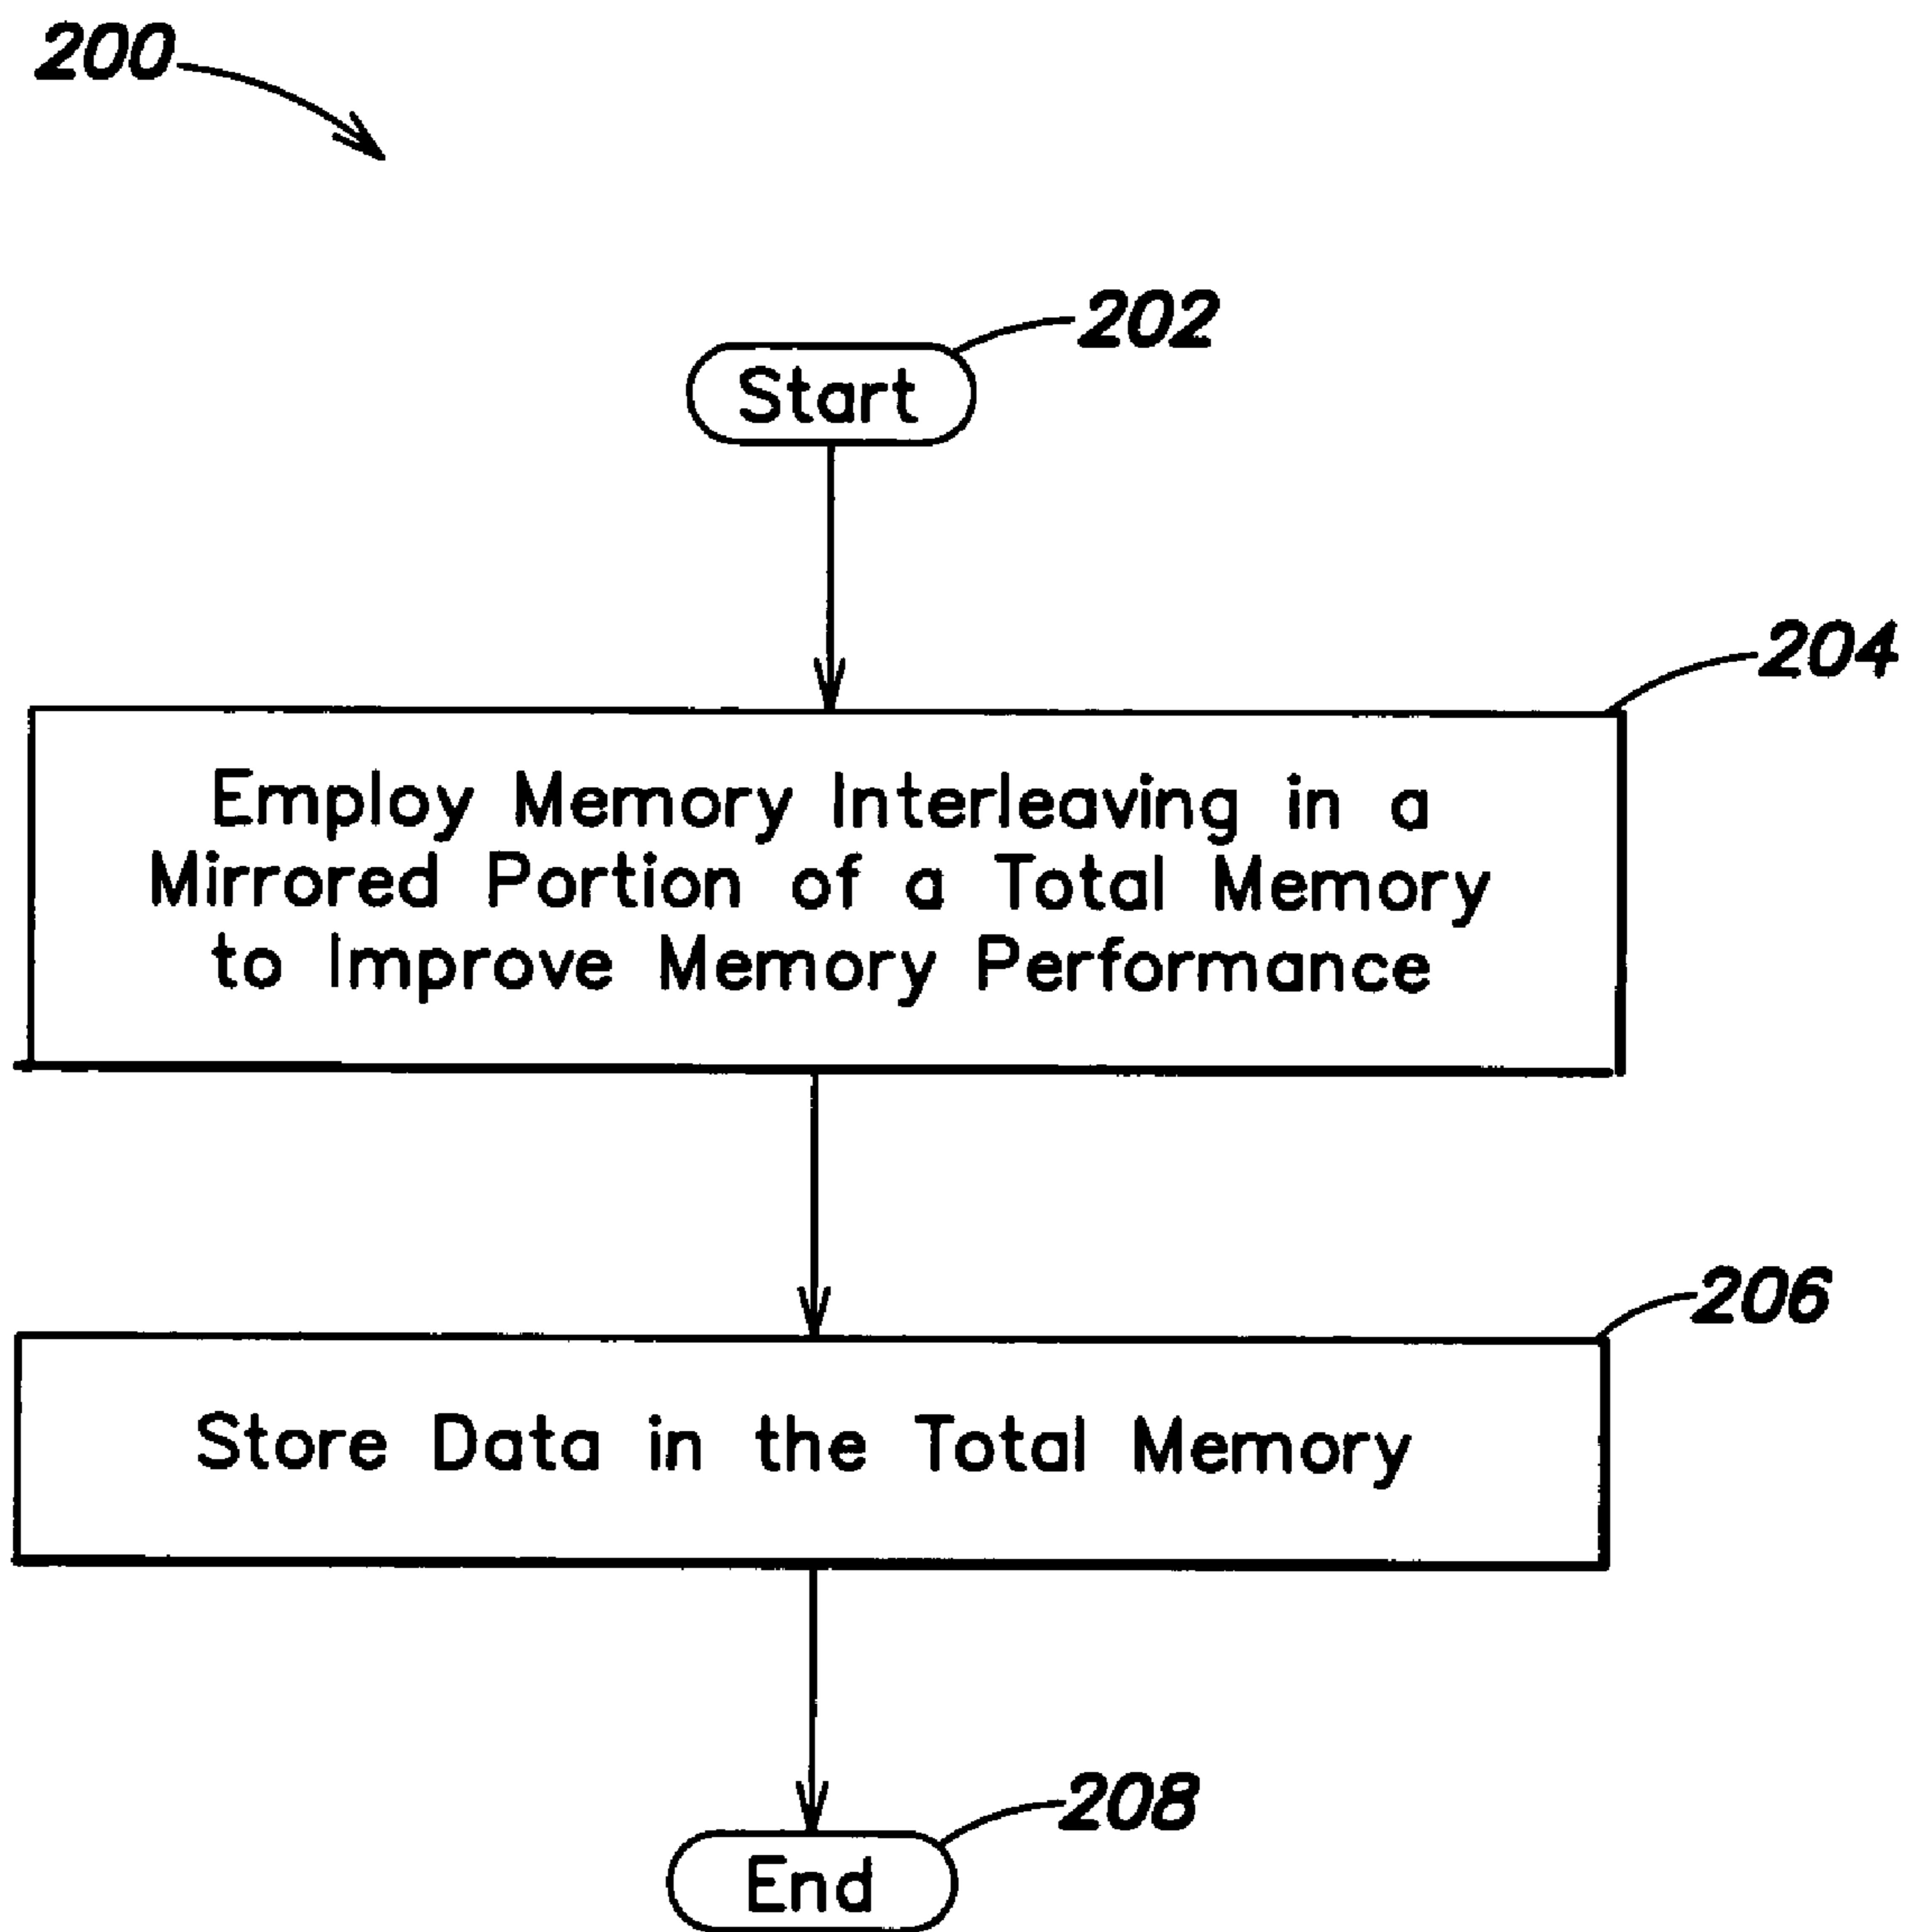 200
202
Start
204
Employ Memory Interleaving in a
Mirrored Portion of a Total Memory
to Improve Memory Performance
206
Store Data in the Total Memory
208
End